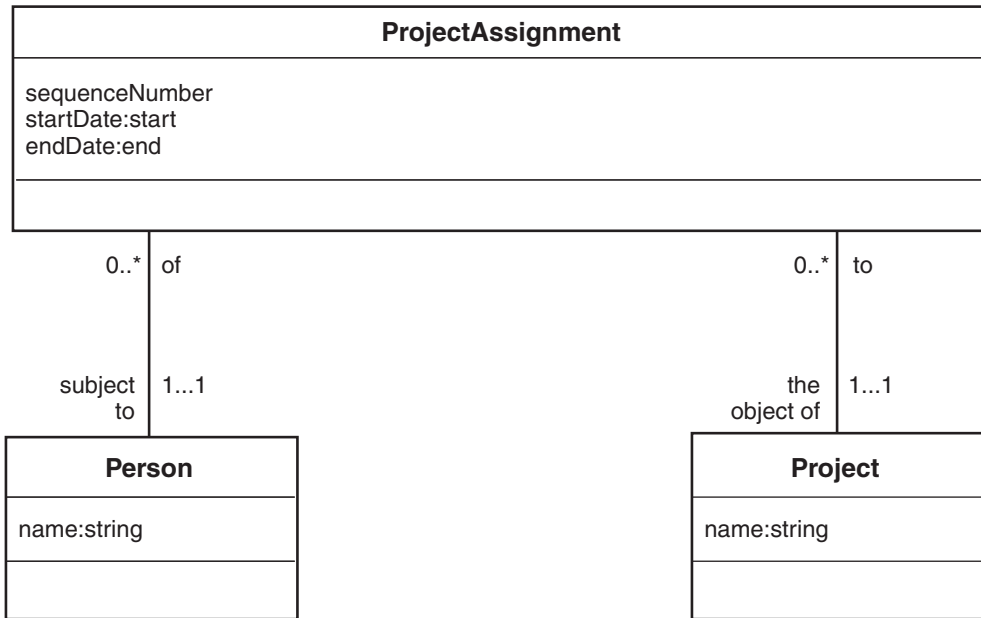 ProjectAssignment
sequenceNumber
startDate:start
endDate:end
0..* of
0..* to
subject 1...1
to
the 1...1
object of
Person
name:string
Project
name:string